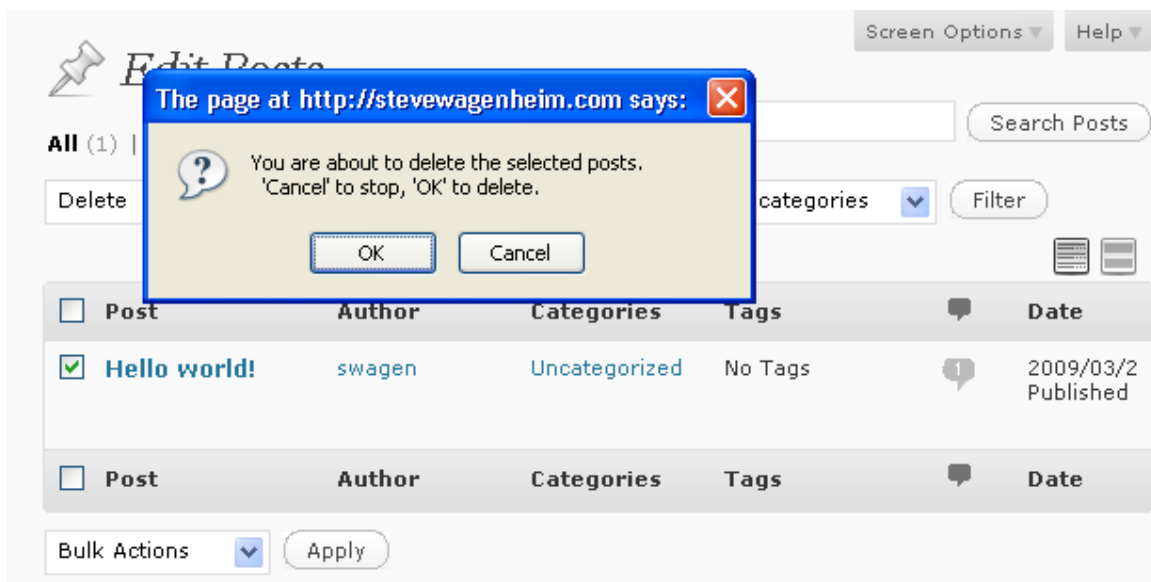 Screen Options Help
Edit Posts
The page at http://stevewagenheim.com says:
All (1) |
Search Posts
You are about to delete the selected posts.
'Cancel' to stop, 'OK' to delete.
Delete
categories
Filter
OK Cancel
Post Author Categories Tags Date
Hello world! swagen Uncategorized No Tags 1 2009/03/2
Published
Post Author Categories Tags Date
Bulk Actions Apply